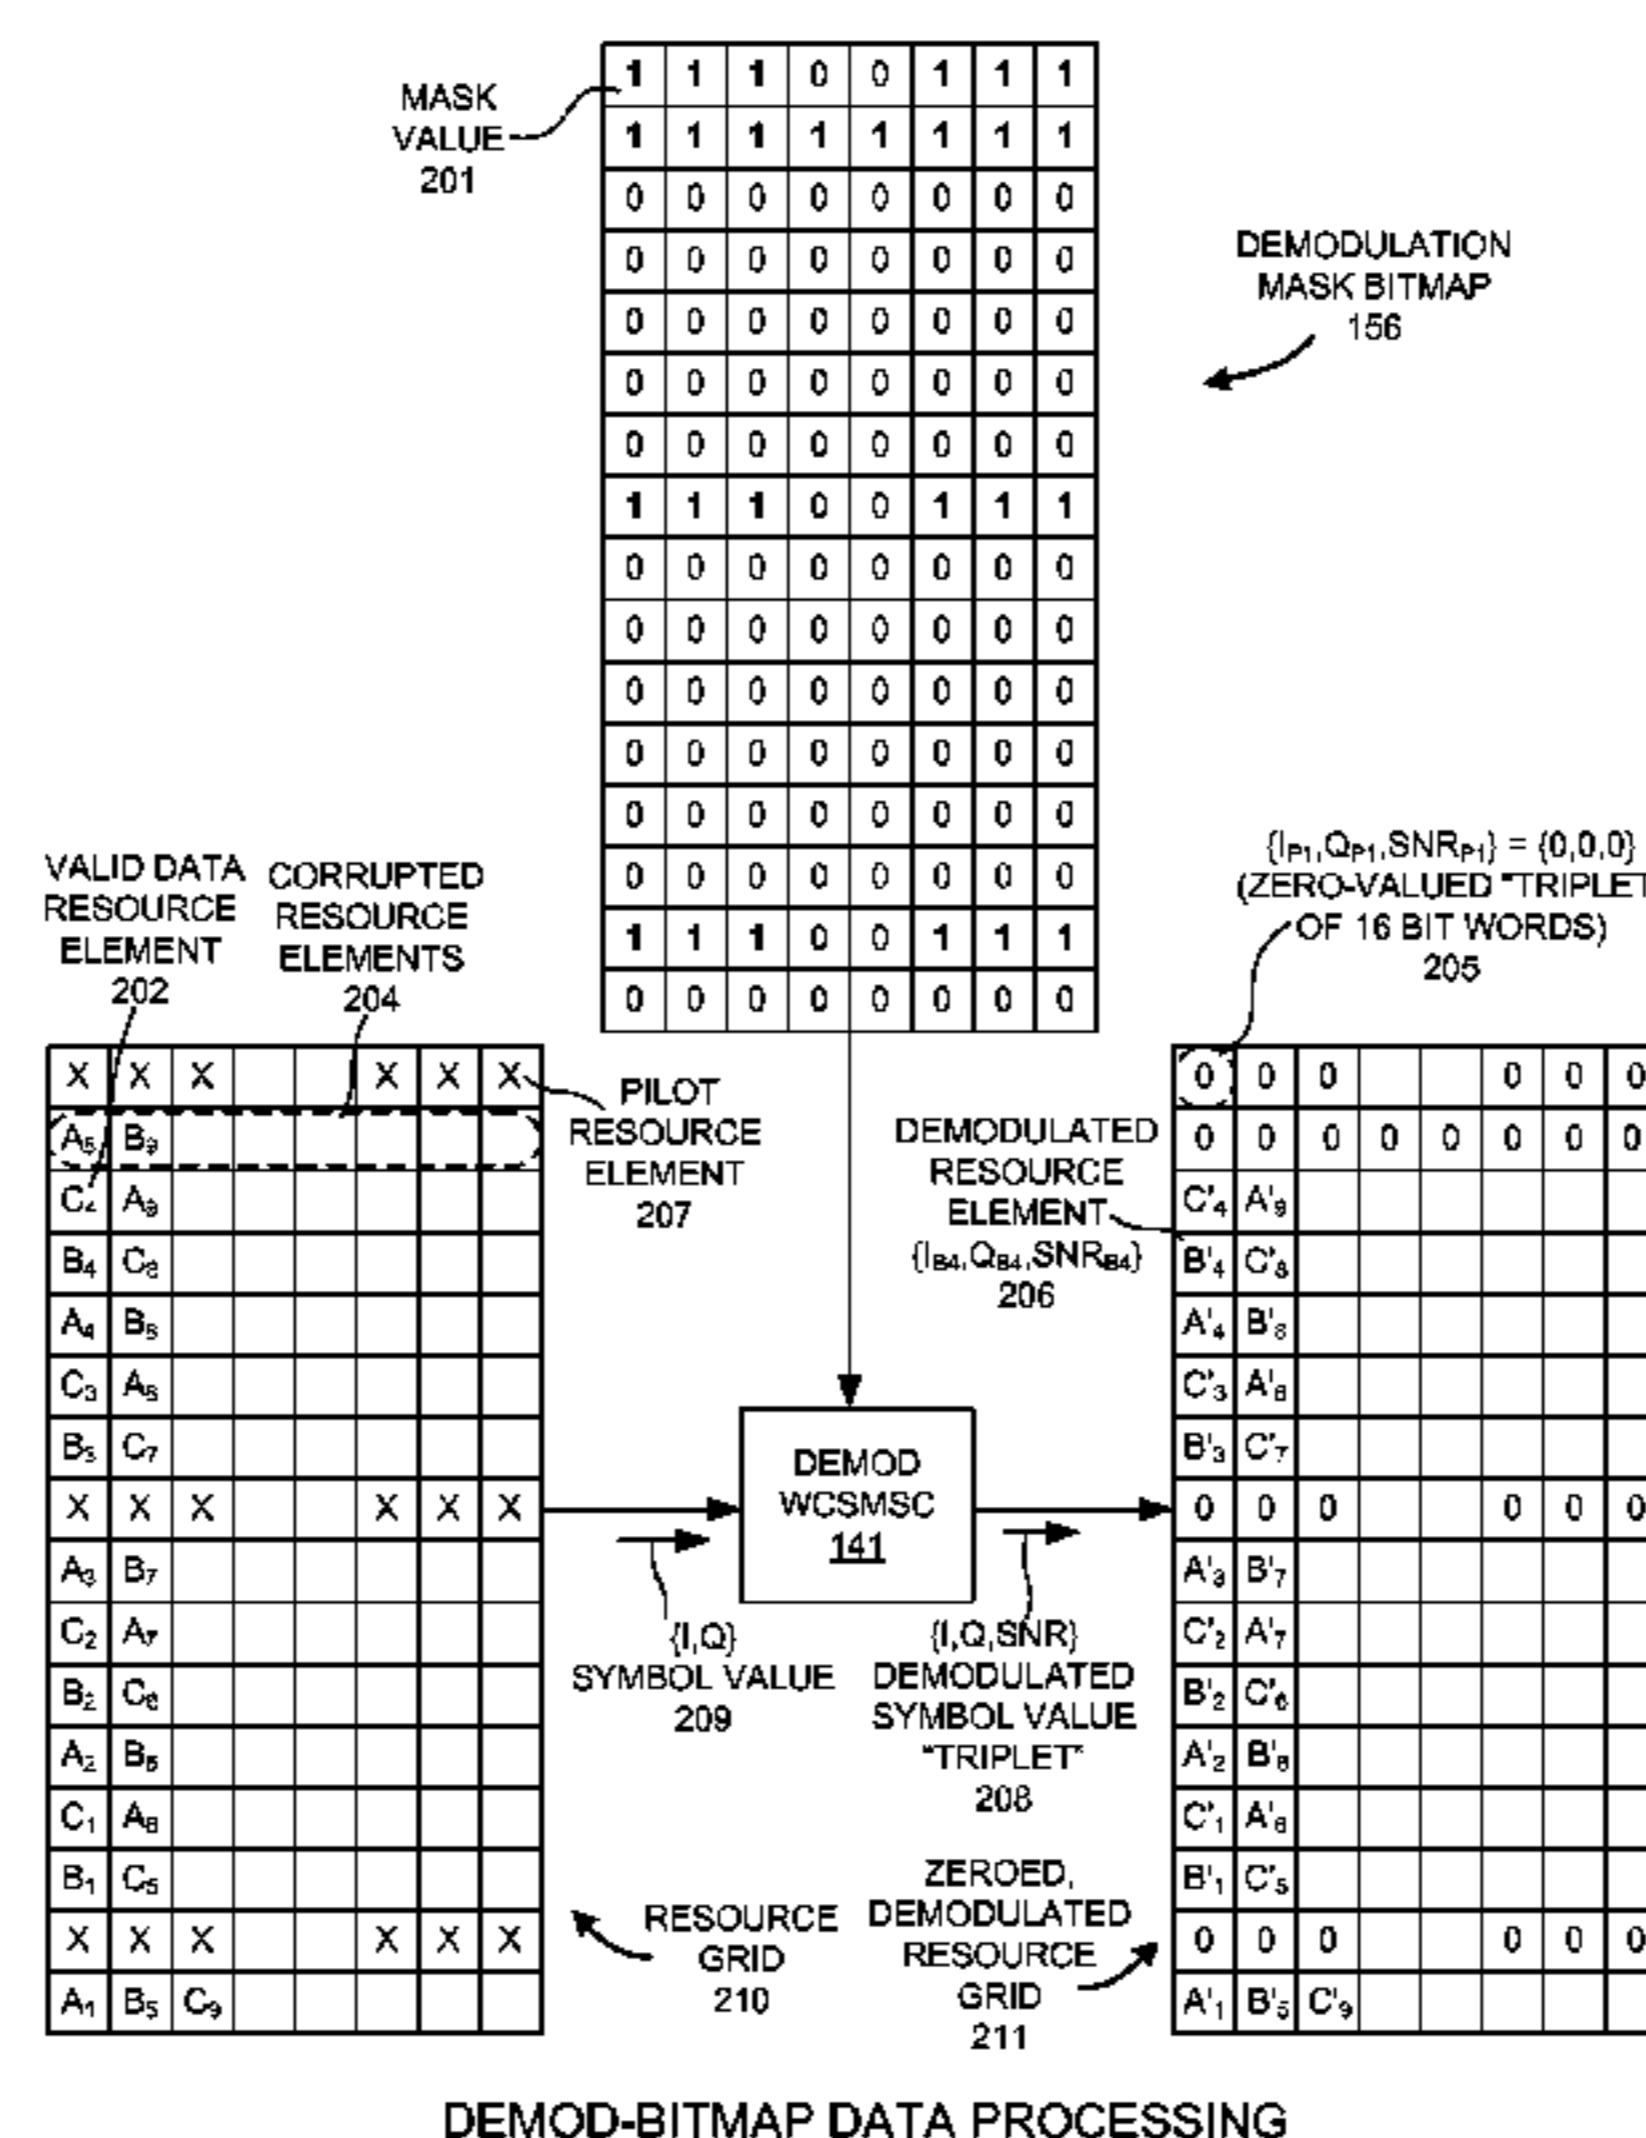 MASK
VALUE
201
1 1 1 0 0 1 1 1
1 1 1 1 1 1 1 1
0 0 0 0 0 0 0 0
0 0 0 0 0 0 0 0
0 0 0 0 0 0 0 0
0 0 0 0 0 0 0 0
0 0 0 0 0 0 0 0
1 1 1 0 0 1 1 1
0 0 0 0 0 0 0 0
0 0 0 0 0 0 0 0
0 0 0 0 0 0 0 0
0 0 0 0 0 0 0 0
0 0 0 0 0 0 0 0
0 0 0 0 0 0 0 0
1 1 1 0 0 1 1 1
0 0 0 0 0 0 0 0
DEMODULATION
MASK BITMAP
156
VALID DATA
RESOURCE
ELEMENT
202
CORRUPTED
RESOURCE
ELEMENTS
204
{I_P1,Q_P1,SNR_P1} = {0,0,0}
(ZERO-VALUED "TRIPLET
OF 16 BIT WORDS)
205
X X X X X X
A₅ B�9
C₄ A₉
B₄ C₈
A₄ B₈
C₃ A₈
B₃ C₇
X X X X X X
A₃ B₇
C₂ A₇
B₂ C₆
A₂ B₆
C₁ A₆
B₁ C₅
X X X X X X
A₁ B₅ C₉
PILOT
RESOURCE
ELEMENT
207
DEMODULATED
RESOURCE
ELEMENT
{I_B4,Q_B4,SNR_B4}
206
DEMOD
WCSMSC
141
{I,Q}
SYMBOL VALUE
209
{I,Q,SNR}
DEMODULATED
SYMBOL VALUE
"TRIPLET"
208
RESOURCE
GRID
210
ZEROED,
DEMODULATED
RESOURCE
GRID
211
0 0 0 0 0 0
0 0 0 0 0 0 0 0
C'₄ A'�9
B'₄ C'₈
A'₄ B'₈
C'₃ A'₈
B'₃ C'₇
0 0 0 0 0 0
A'₃ B'₇
C'₂ A'₇
B'₂ C'₆
A'₂ B'₆
C'₁ A'₆
B'₁ C'₅
0 0 0 0 0 0
A'₁ B'₅ C'₉
DEMOD-BITMAP DATA PROCESSING